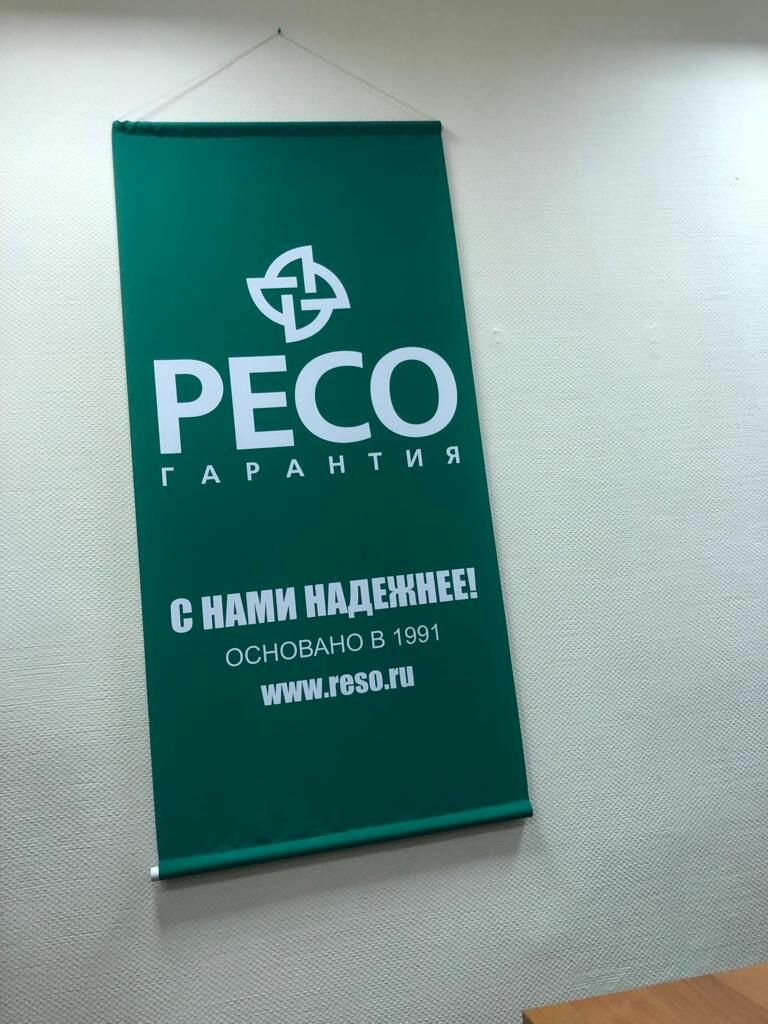 РЕСО
ГАРАНТИЯ
С НАМИ НАДЕЖНЕЕ!
ОСНОВАНО В 1991
www.reso.ru